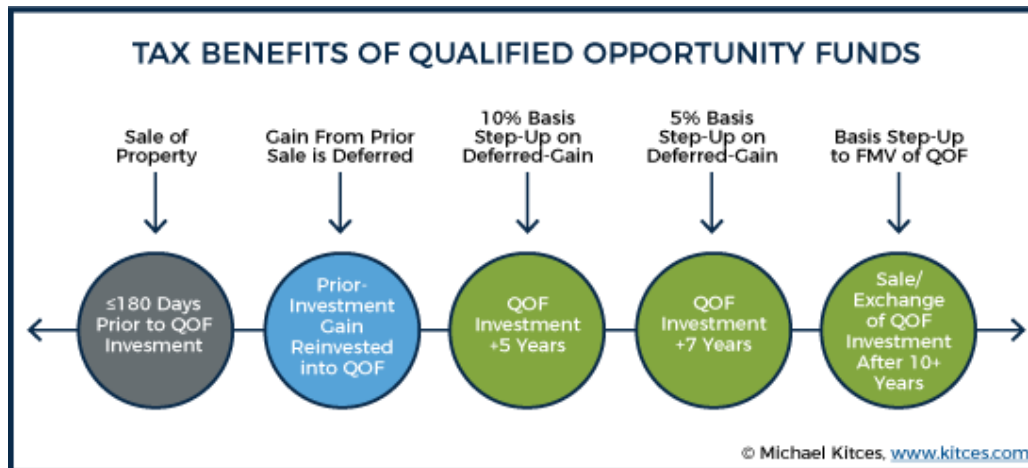 TAX BENEFITS OF QUALIFIED OPPORTUNITY FUNDS
Sale of
Property
Gain From Prior
Sale is Deferred
10% Basis
Step-Up on
Deferred-Gain
5% Basis
Step-Up on
Deferred-Gain
Basis Step-Up
to FMV of QOF
≤180 Days
Prior to QOF
Invesment
Prior-
Investment
Gain
Reinvested
into QOF
QOF
Investment
+5 Years
QOF
Investment
+7 Years
Sale/
Exchange
of QOF
Investment
After 10+
Years
© Michael Kitces, www.kitces.com